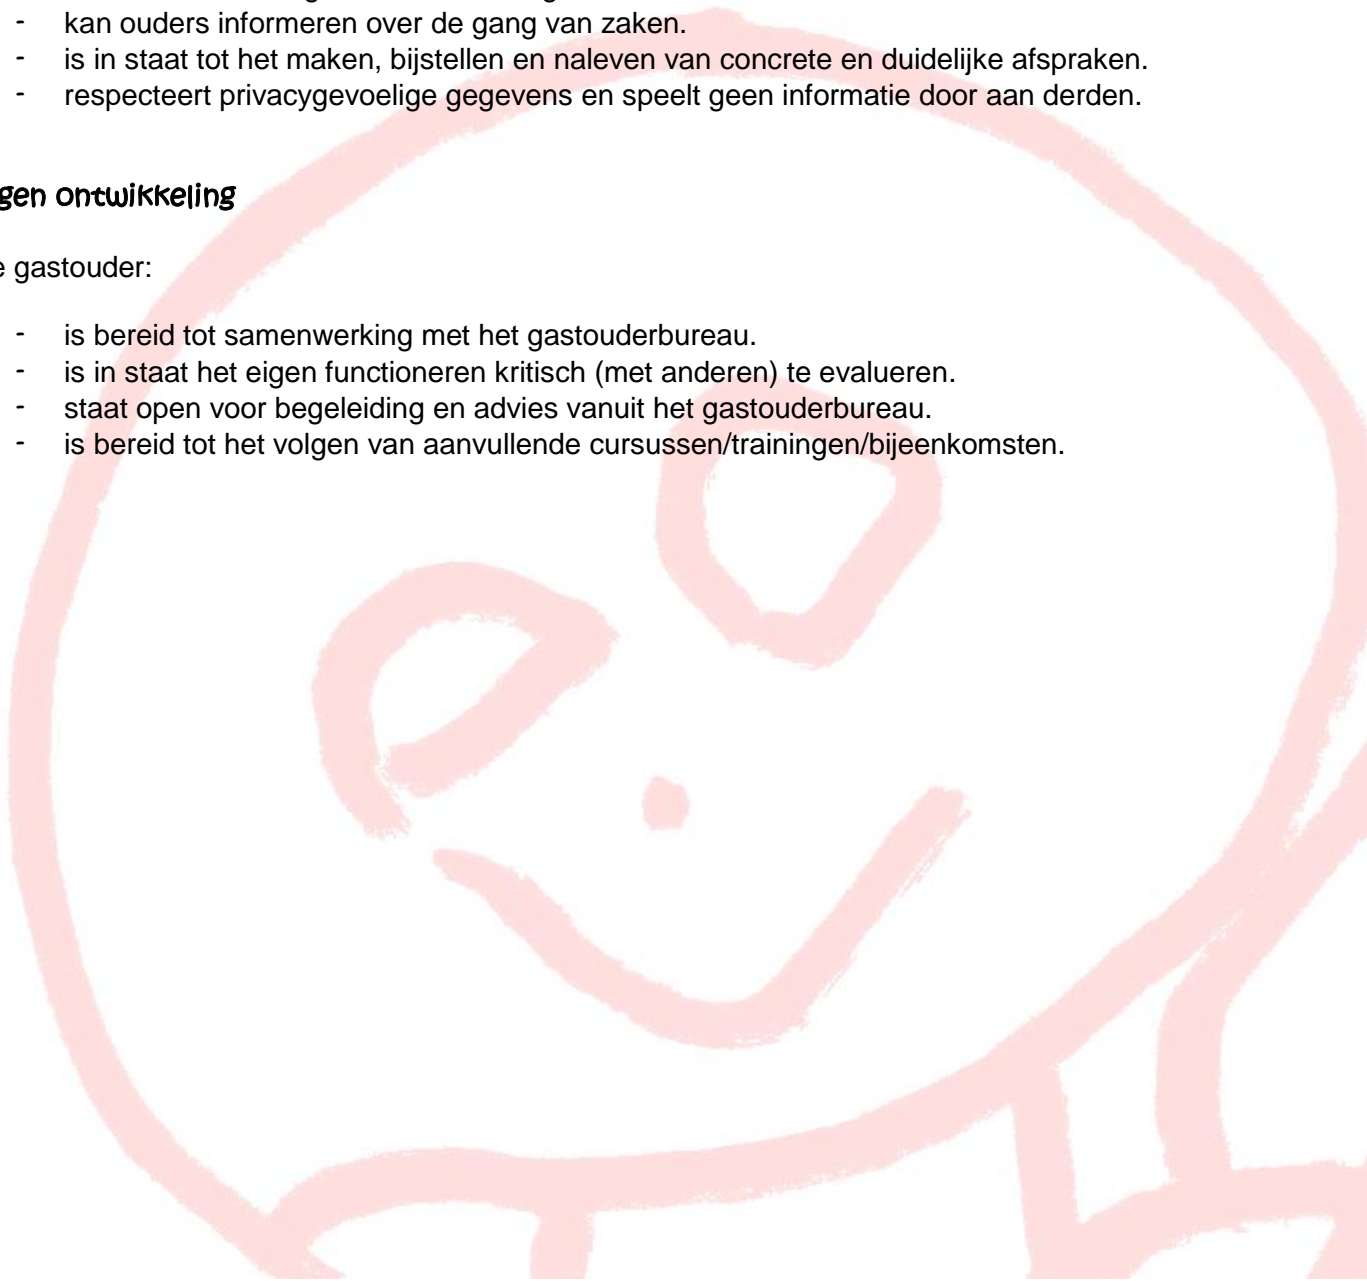 - kan ouders informeren over de gang van zaken.
- is in staat tot het maken, bijstellen en naleven van concrete en duidelijke afspraken.
- respecteert privacygevoelige gegevens en speelt geen informatie door aan derden.
gen ontwikkeling
e gastouder:
- is bereid tot samenwerking met het gastouderbureau.
- is in staat het eigen functioneren kritisch (met anderen) te evalueren.
- staat open voor begeleiding en advies vanuit het gastouderbureau.
- is bereid tot het volgen van aanvullende cursussen/trainingen/bijeenkomsten.